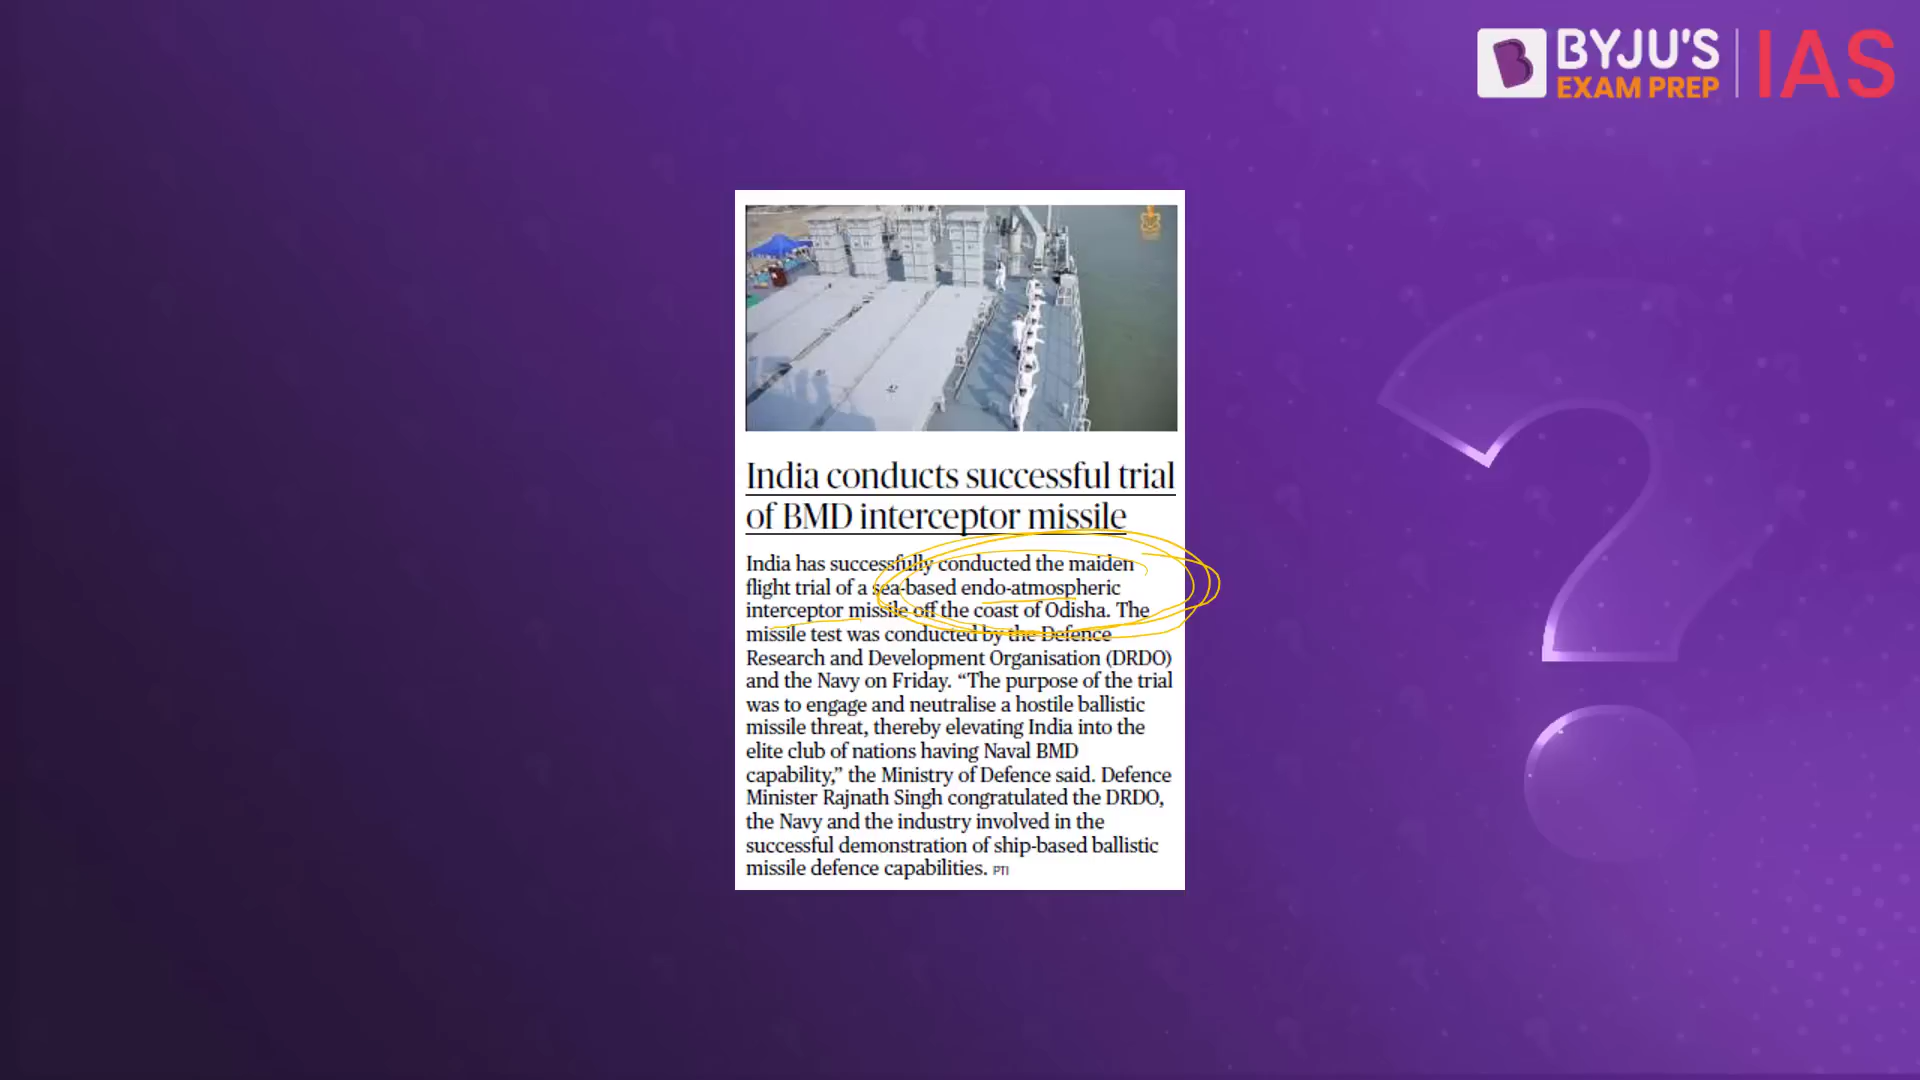 BYJU'S
EXAM PREP
IAS
India conducts successful trial
of BMD interceptor missile
India has successfully conducted the maiden
flight trial of a sea-based endo-atmospheric
interceptor missile off the coast of Odisha. The
missile test was conducted by the Defence
Research and Development Organisation (DRDO)
and the Navy on Friday. “The purpose of the trial
was to engage and neutralise a hostile ballistic
missile threat, thereby elevating India into the
elite club of nations having Naval BMD
capability,” the Ministry of Defence said. Defence
Minister Rajnath Singh congratulated the DRDO,
the Navy and the industry involved in the
successful demonstration of ship-based ballistic
missile defence capabilities. PTI